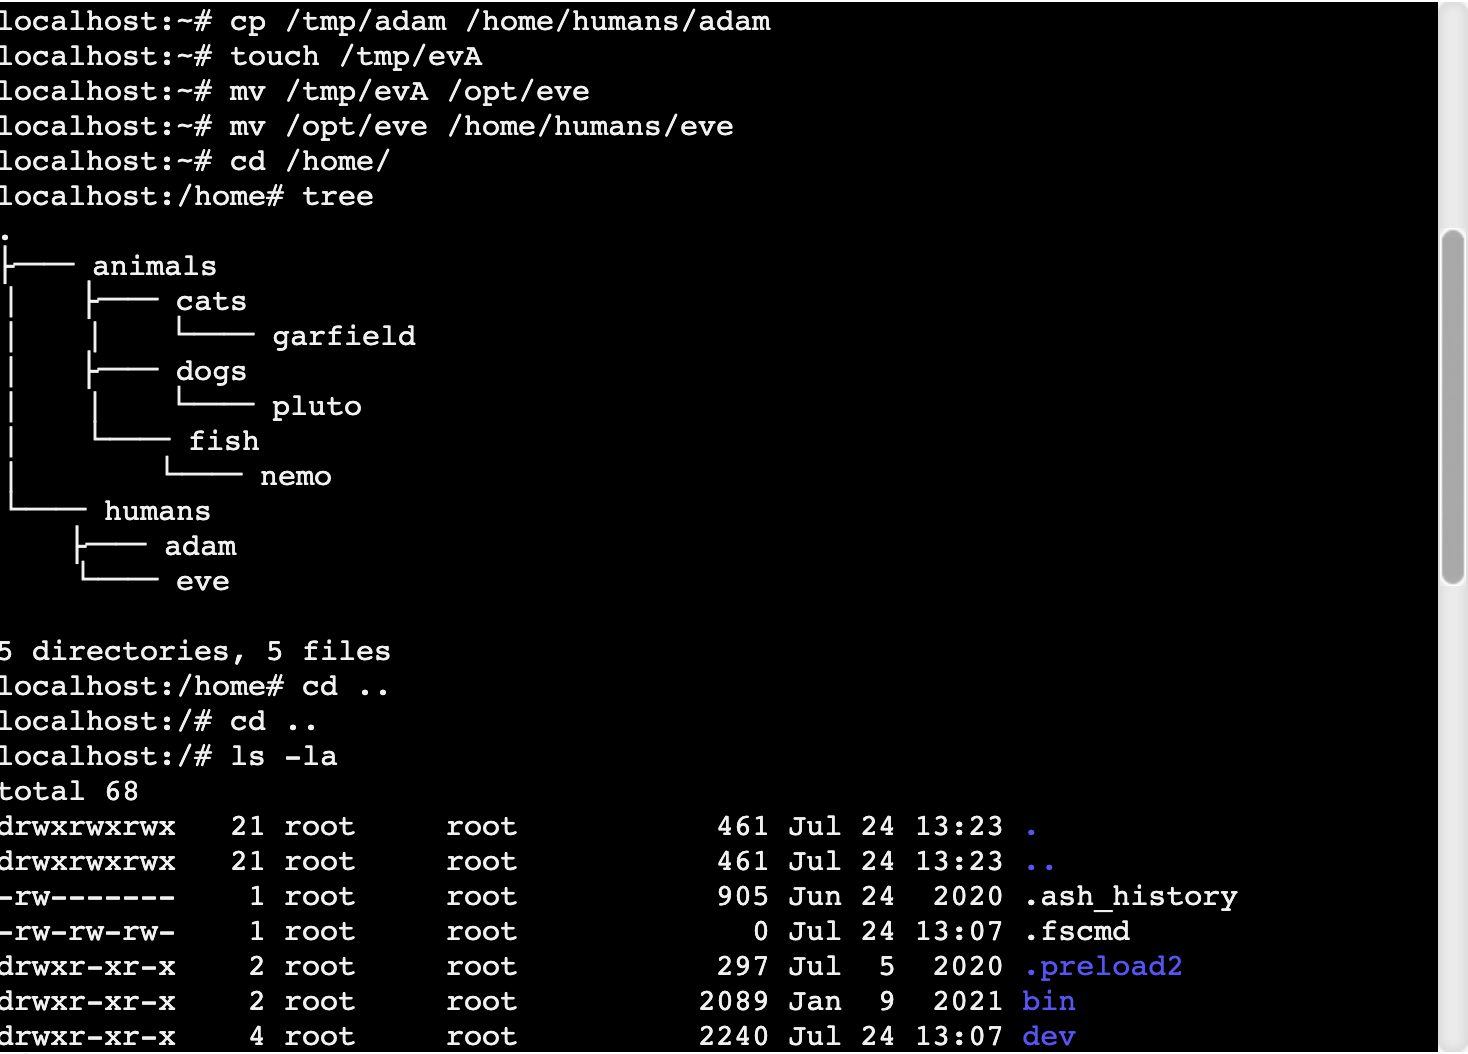 localhost:~# cp /tmp/adam /home/humans/adam
localhost:~# touch /tmp/evA
localhost:~# mv /tmp/evA /opt/eve
localhost:~# mv /opt/eve /home/humans/eve
localhost:~# cd /home/
localhost:/home# tree
.
├──── animals
│     ├──── cats
│     │     └──── garfield
│     ├──── dogs
│     │     └──── pluto
│     └──── fish
│           └──── nemo
└──── humans
      ├──── adam
      └──── eve

5 directories, 5 files
localhost:/home# cd ..
localhost:/# cd ..
localhost:/# ls -la
total 68
drwxrwxrwx   21 root     root           461 Jul 24 13:23 .
drwxrwxrwx   21 root     root           461 Jul 24 13:23 ..
-rw-------    1 root     root           905 Jun 24  2020 .ash_history
-rw-rw-rw-    1 root     root             0 Jul 24 13:07 .fscmd
drwxr-xr-x    2 root     root           297 Jul  5  2020 .preload2
drwxr-xr-x    2 root     root          2089 Jan  9  2021 bin
drwxr-xr-x    4 root     root          2240 Jul 24 13:07 dev